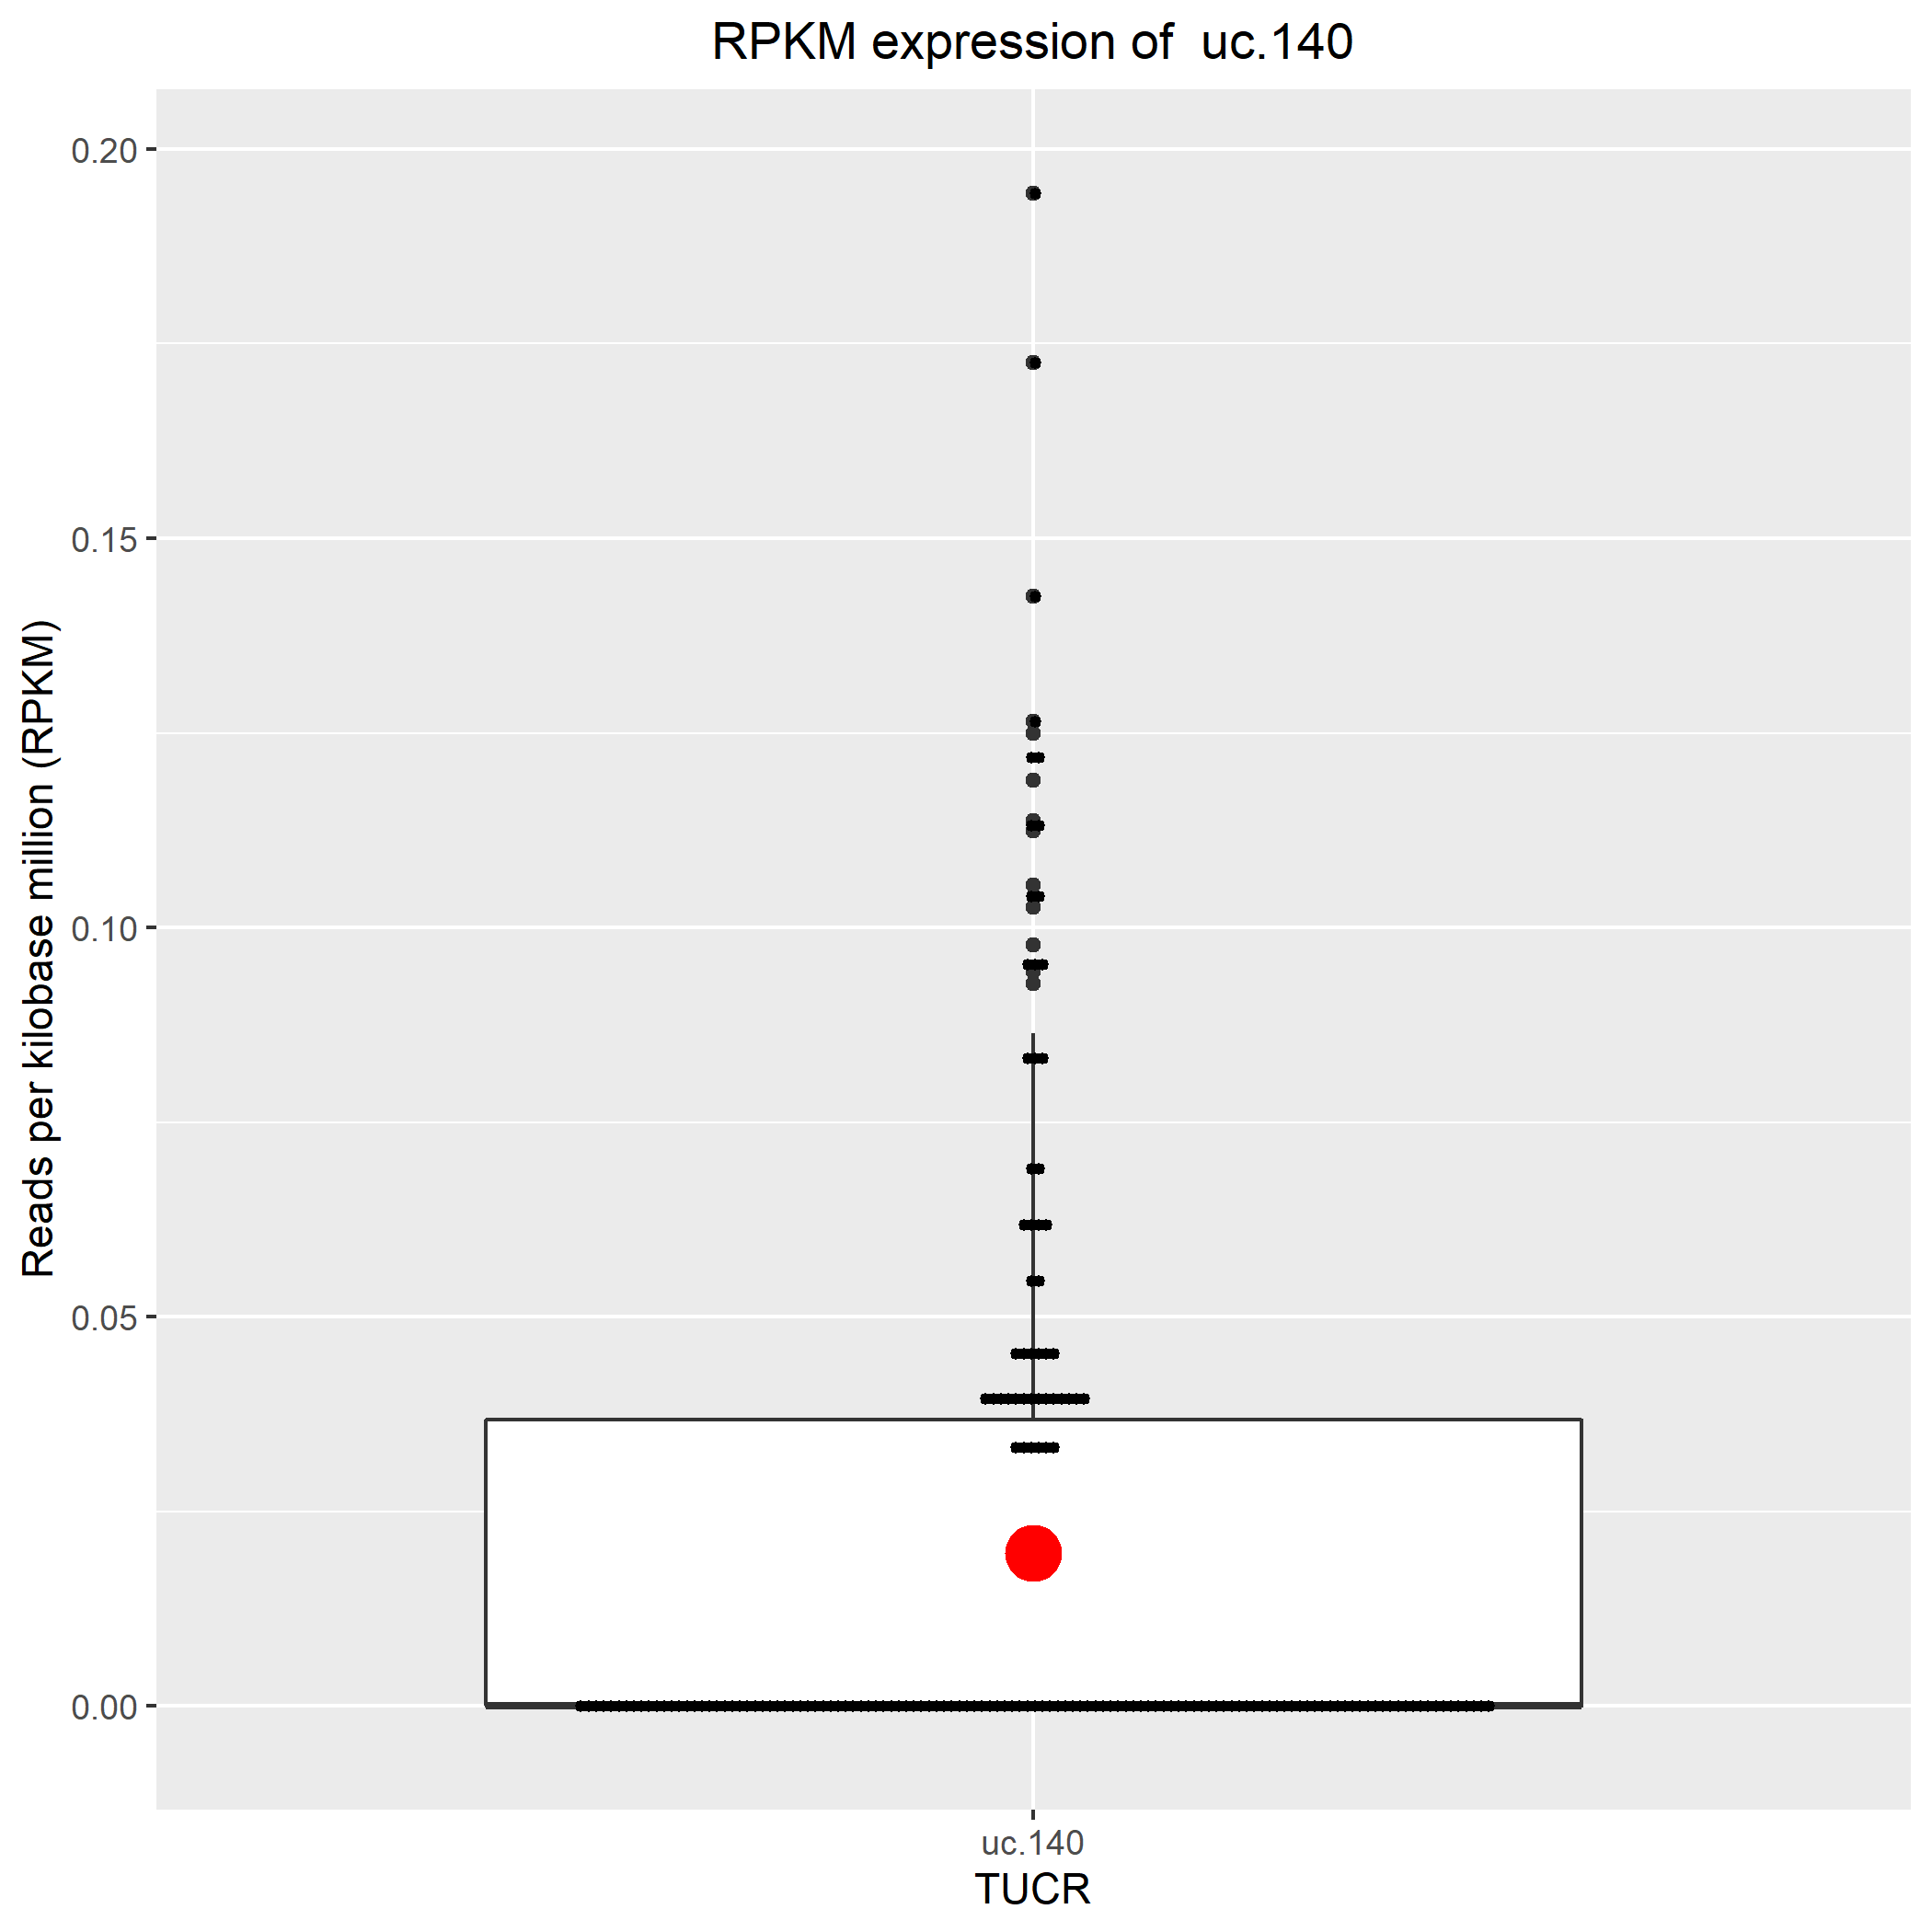 RPKM expression of  uc.140
Reads per kilobase million (RPKM)
0.20
0.15
0.10
0.05
0.00
uc.140
TUCR